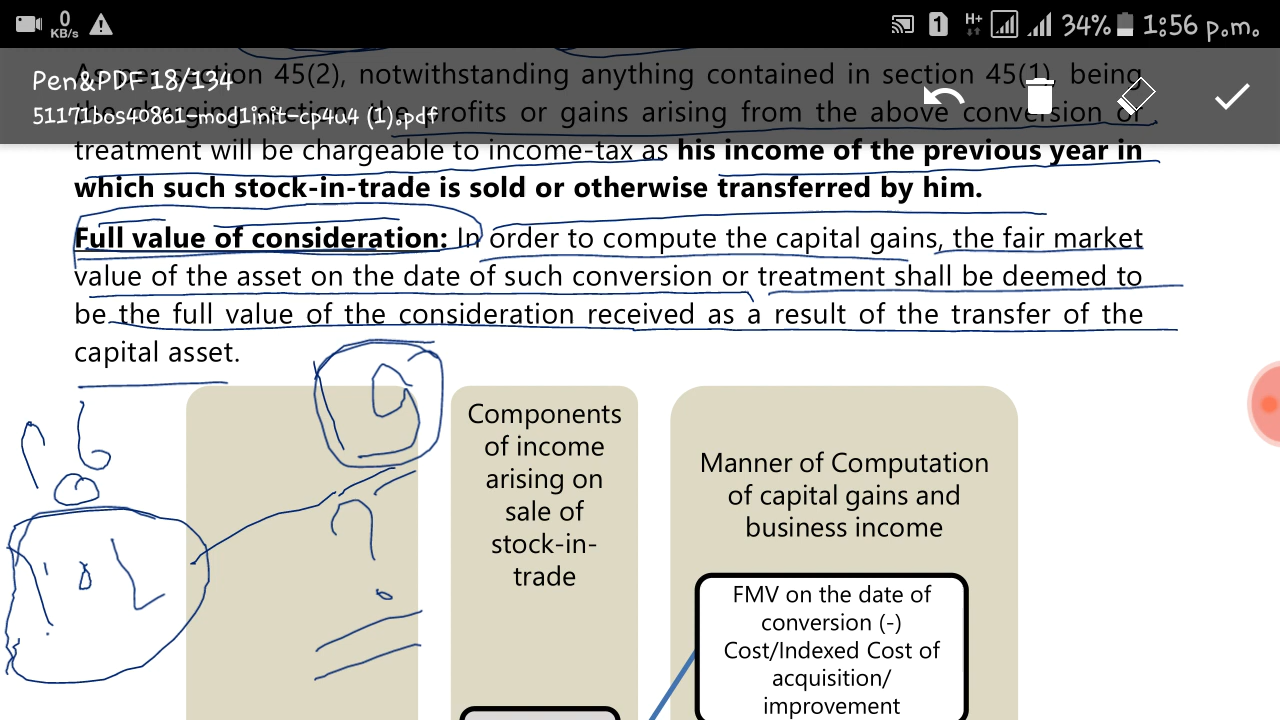 0 KB/s H+ 1 34% 1:56 p.m.
Pen&PDF 18/134
51171bos40861-mod1init-cp4u4 (1).pdf
As per section 45(2), notwithstanding anything contained in section 45(1), being
the charging section, the profits or gains arising from the above conversion or
treatment will be chargeable to income-tax as his income of the previous year in
which such stock-in-trade is sold or otherwise transferred by him.
Full value of consideration: In order to compute the capital gains, the fair market
value of the asset on the date of such conversion or treatment shall be deemed to
be the full value of the consideration received as a result of the transfer of the
capital asset.
Components
of income
arising on
sale of
stock-in-
trade
Manner of Computation
of capital gains and
business income
FMV on the date of
conversion (-)
Cost/Indexed Cost of
acquisition/
improvement